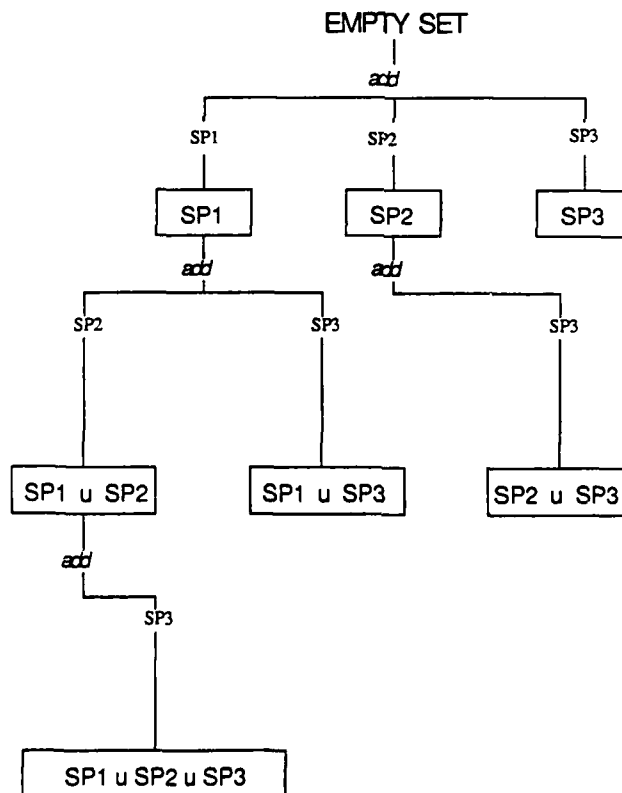 EMPTY SET
add
SP1 SP2 SP3
SP1 SP2 SP3
add add
SP2 SP3 SP3
SP1 u SP2 SP1 u SP3 SP2 u SP3
add
SP3
SP1 u SP2 u SP3